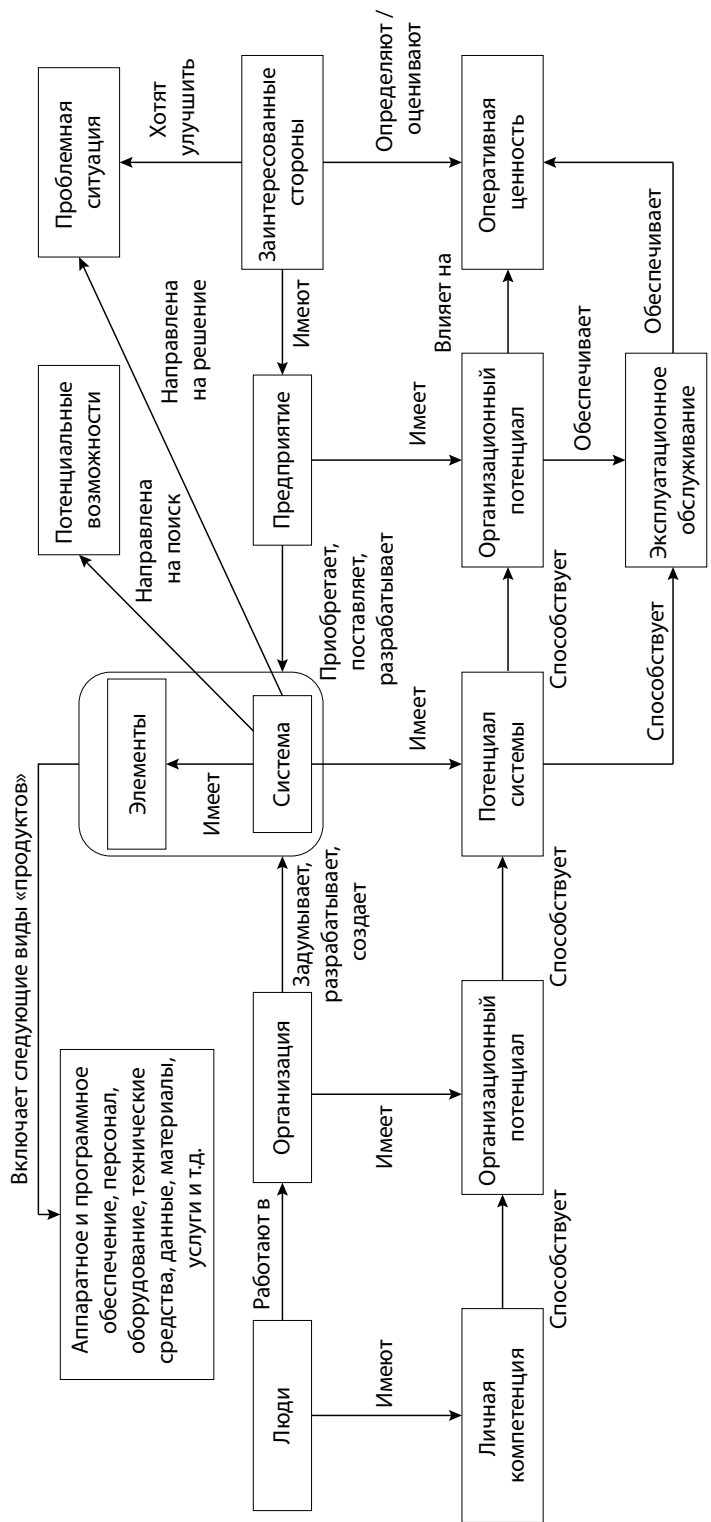 Включает следующие виды «продуктов»
Аппаратное и программное
обеспечение, персонал,
оборудование, технические
средства, данные, материалы,
услуги и т.д.
Элементы
Имеет
Система
Потенциальные
возможности
Направлена
на поиск
Проблемная
ситуация
Направлена
на решение
Хотят
улучшить
Люди
Работают в
Организация
Задумывает,
разрабатывает,
создает
Приобретает,
поставляет,
разрабатывает
Предприятие
Имеют
Заинтересованные
стороны
Имеют
Имеет
Имеет
Имеет
Определяют /
оценивают
Личная
компетенция
Способствует
Организационный
потенциал
Способствует
Потенциал
системы
Способствует
Организационный
потенциал
Влияет на
Оперативная
ценность
Способствует
Обеспечивает
Эксплуатационное
обслуживание
Обеспечивает